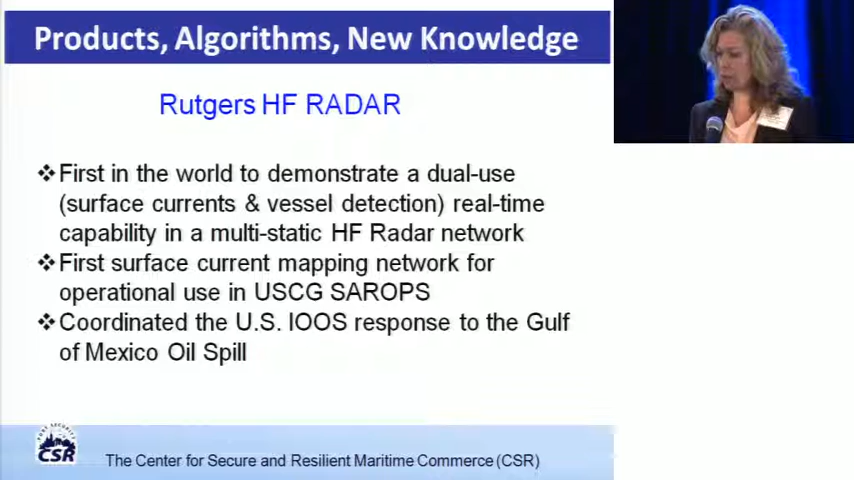 Products, Algorithms, New Knowledge
Rutgers HF RADAR
❖First in the world to demonstrate a dual-use
(surface currents & vessel detection) real-time
capability in a multi-static HF Radar network
❖First surface current mapping network for
operational use in USCG SAROPS
❖Coordinated the U.S. IOOS response to the Gulf
of Mexico Oil Spill
PORT SECURITY
CSR
The Center for Secure and Resilient Maritime Commerce (CSR)